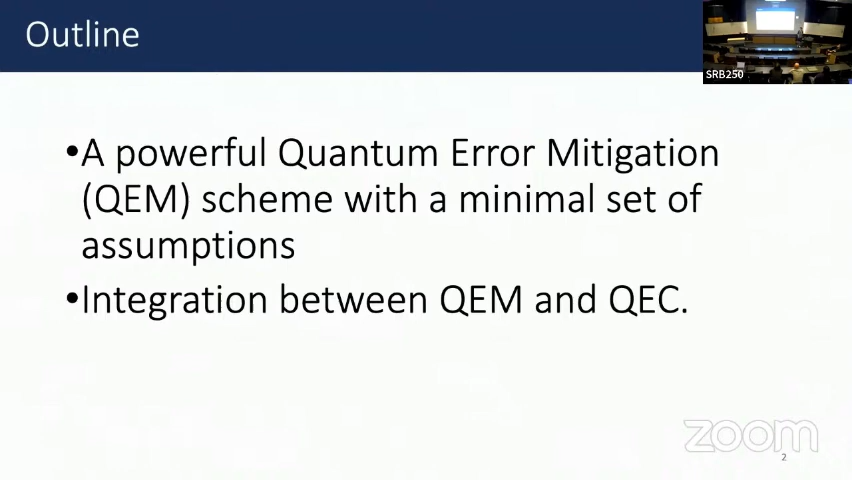 Outline
SRB250
•A powerful Quantum Error Mitigation
(QEM) scheme with a minimal set of
assumptions
•Integration between QEM and QEC.
zoom
2